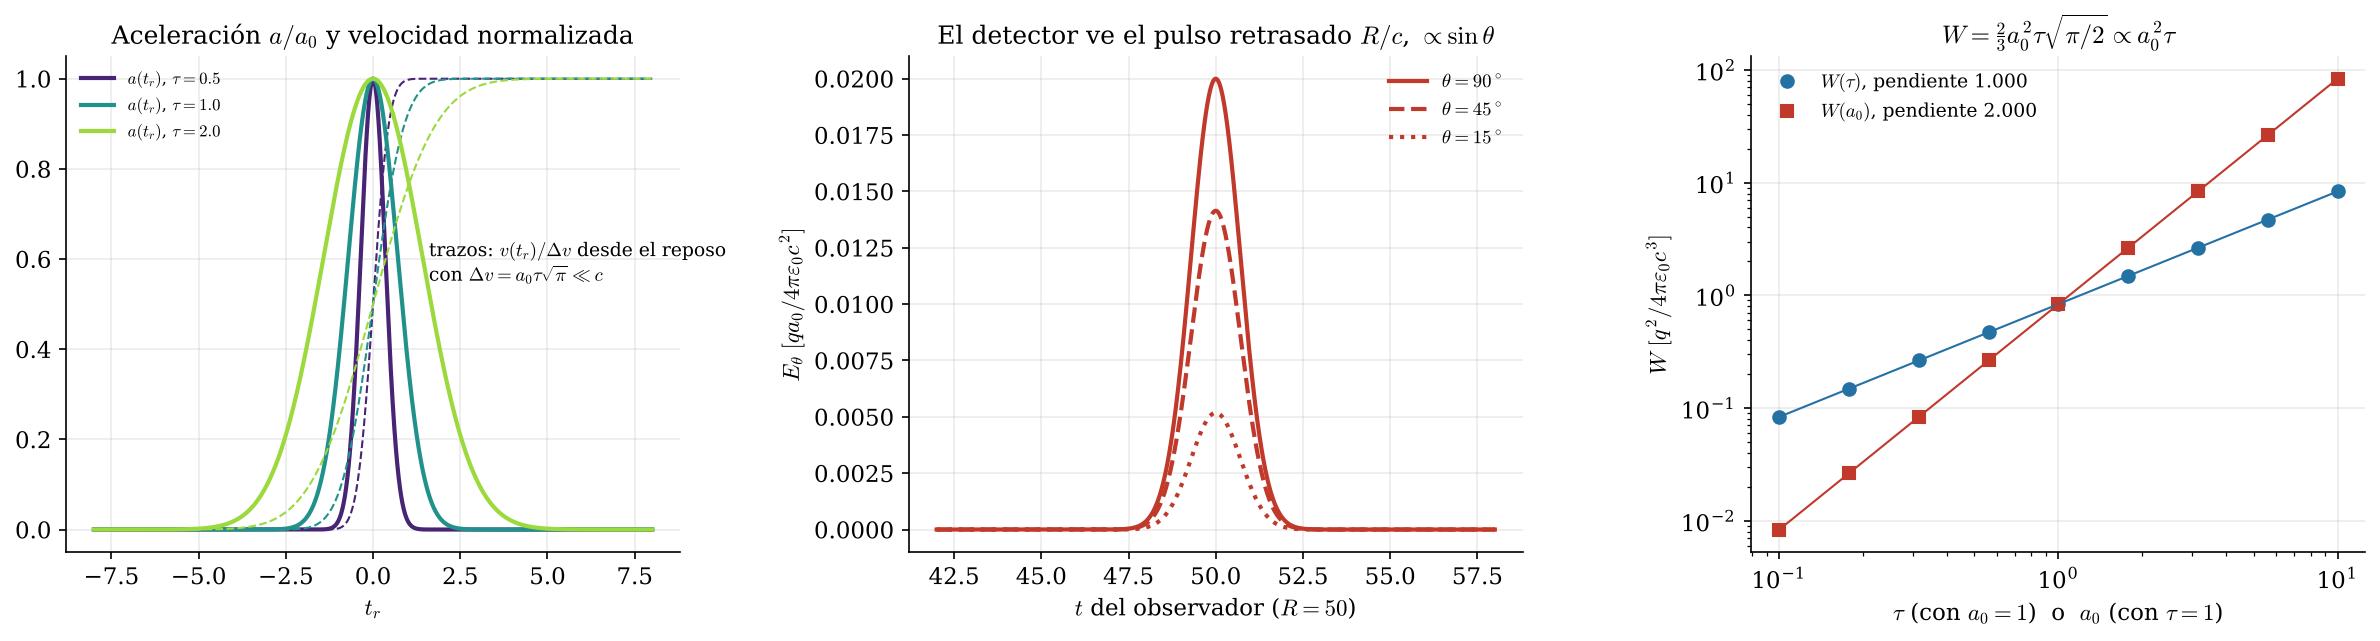 Aceleración a/a₀ y velocidad normalizada
a(tᵣ), τ = 0.5
a(tᵣ), τ = 1.0
a(tᵣ), τ = 2.0
trazos: v(tᵣ)/Δv desde el reposo
con Δv = a₀τ√π ≪ c
1.0
0.8
0.6
0.4
0.2
0.0
−7.5 −5.0 −2.5 0.0 2.5 5.0 7.5
tᵣ
El detector ve el pulso retrasado R/c, ∝ sin θ
θ = 90°
θ = 45°
θ = 15°
E_θ [qa₀/4πε₀c²]
0.0200
0.0175
0.0150
0.0125
0.0100
0.0075
0.0050
0.0025
0.0000
42.5 45.0 47.5 50.0 52.5 55.0 57.5
t del observador (R = 50)
W = 2/3 a₀²τ√(π/2) ∝ a₀²τ
W(τ), pendiente 1.000
W(a₀), pendiente 2.000
W [q²/4πε₀c³]
10²
10¹
10⁰
10⁻¹
10⁻²
10⁻¹ 10⁰ 10¹
τ (con a₀ = 1) o a₀ (con τ = 1)